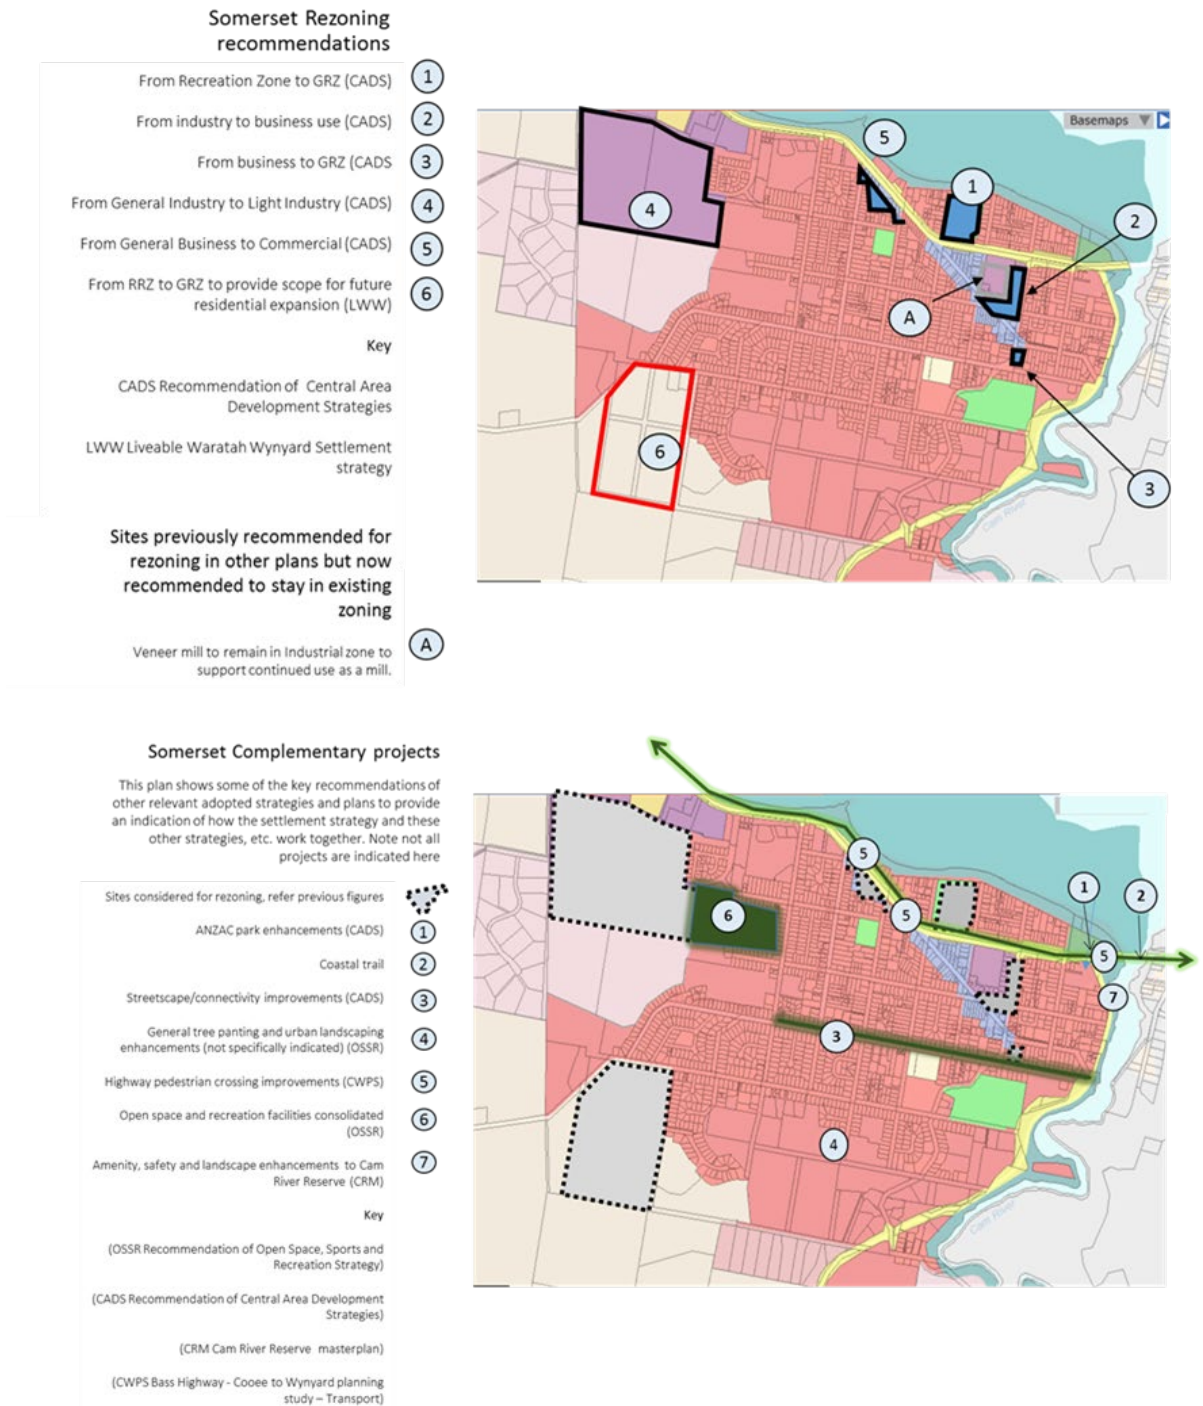 Somerset Rezoning
recommendations
From Recreation Zone to GRZ (CADS)
1
From industry to business use (CADS)
2
From business to GRZ (CADS
3
From General Industry to Light Industry (CADS)
4
From General Business to Commercial (CADS)
5
From RRZ to GRZ to provide scope for future
residential expansion (LWW)
6
Key
CADS Recommendation of Central Area
Development Strategies
LWW Liveable Waratah Wynyard Settlement
strategy
Sites previously recommended for
rezoning in other plans but now
recommended to stay in existing
zoning
Veneer mill to remain in Industrial zone to
support continued use as a mill.
A
Basemaps
5
1
4
2
A
6
3
Cam River
Somerset Complementary projects
This plan shows some of the key recommendations of
other relevant adopted strategies and plans to provide
an indication of how the settlement strategy and these
other strategies, etc. work together. Note not all
projects are indicated here
Sites considered for rezoning, refer previous figures
ANZAC park enhancements (CADS)
1
Coastal trail
2
Streetscape/connectivity improvements (CADS)
3
General tree panting and urban landscaping
enhancements (not specifically indicated) (OSSR)
4
Highway pedestrian crossing improvements (CWPS)
5
Open space and recreation facilities consolidated
(OSSR)
6
Amenity, safety and landscape enhancements to Cam
River Reserve (CRM)
7
Key
(OSSR Recommendation of Open Space, Sports and
Recreation Strategy)
(CADS Recommendation of Central Area Development
Strategies)
(CRM Cam River Reserve masterplan)
(CWPS Bass Highway - Cooee to Wynyard planning
study – Transport)
5
1
2
6
5
5
7
3
4
Cam River